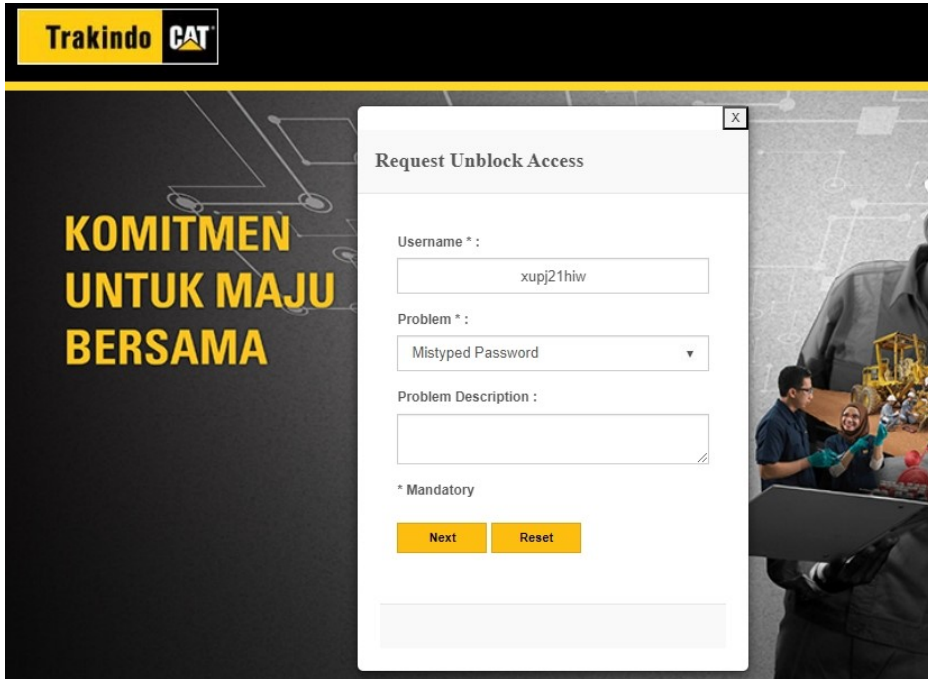 Trakindo CAT
X
Request Unblock Access
KOMITMEN
UNTUK MAJU
BERSAMA
Username * :
xupj21hiw
Problem * :
Mistyped Password
Problem Description :
* Mandatory
Next Reset